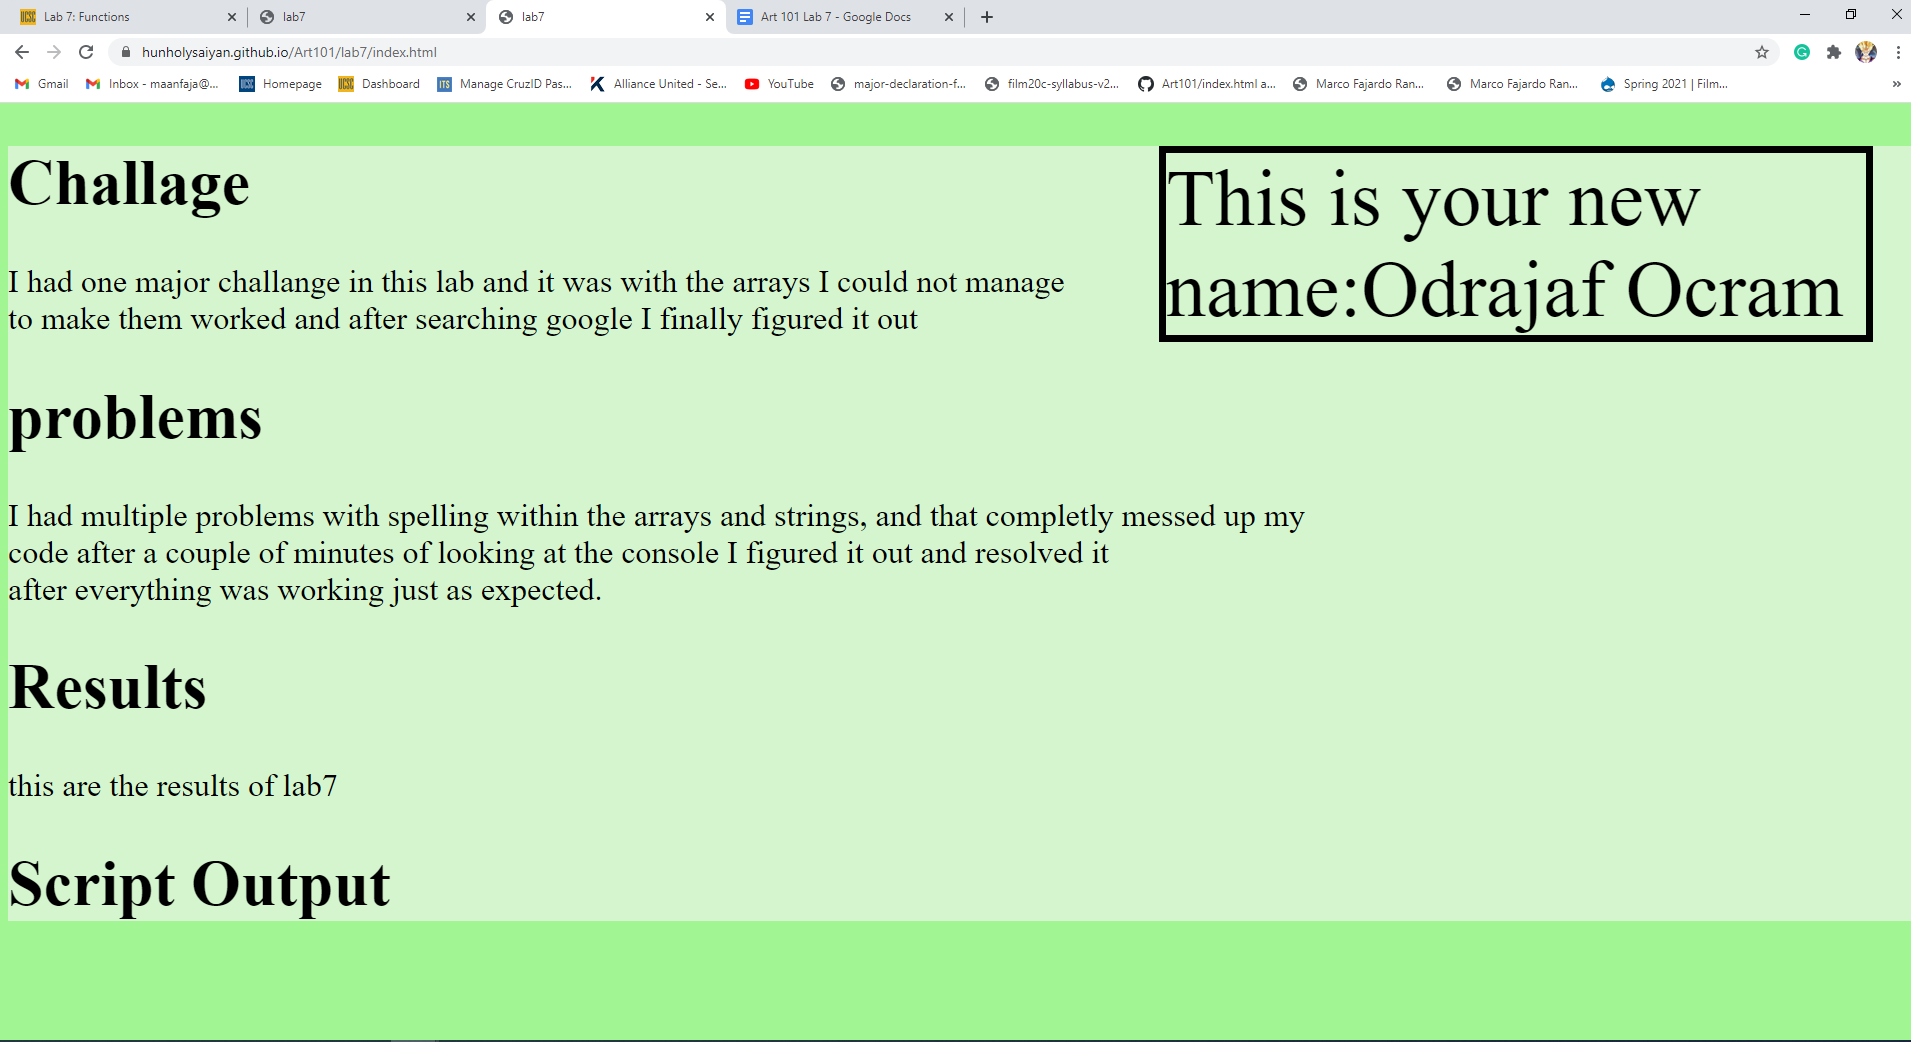 Lab 7: Functions
lab7
lab7
Art 101 Lab 7 - Google Docs
hunholysaiyan.github.io/Art101/lab7/index.html
Gmail
Inbox - maanfaja@...
UCSC
Homepage
UCSC
Dashboard
ITS
Manage CruzID Pas...
Alliance United - Se...
YouTube
major-declaration-f...
film20c-syllabus-v2...
Art101/index.html a...
Marco Fajardo Ran...
Marco Fajardo Ran...
Spring 2021 | Film...
»
Challage
I had one major challange in this lab and it was with the arrays I could not manage
to make them worked and after searching google I finally figured it out
This is your new
name:Odrajaf Ocram
problems
I had multiple problems with spelling within the arrays and strings, and that completly messed up my
code after a couple of minutes of looking at the console I figured it out and resolved it
after everything was working just as expected.
Results
this are the results of lab7
Script Output